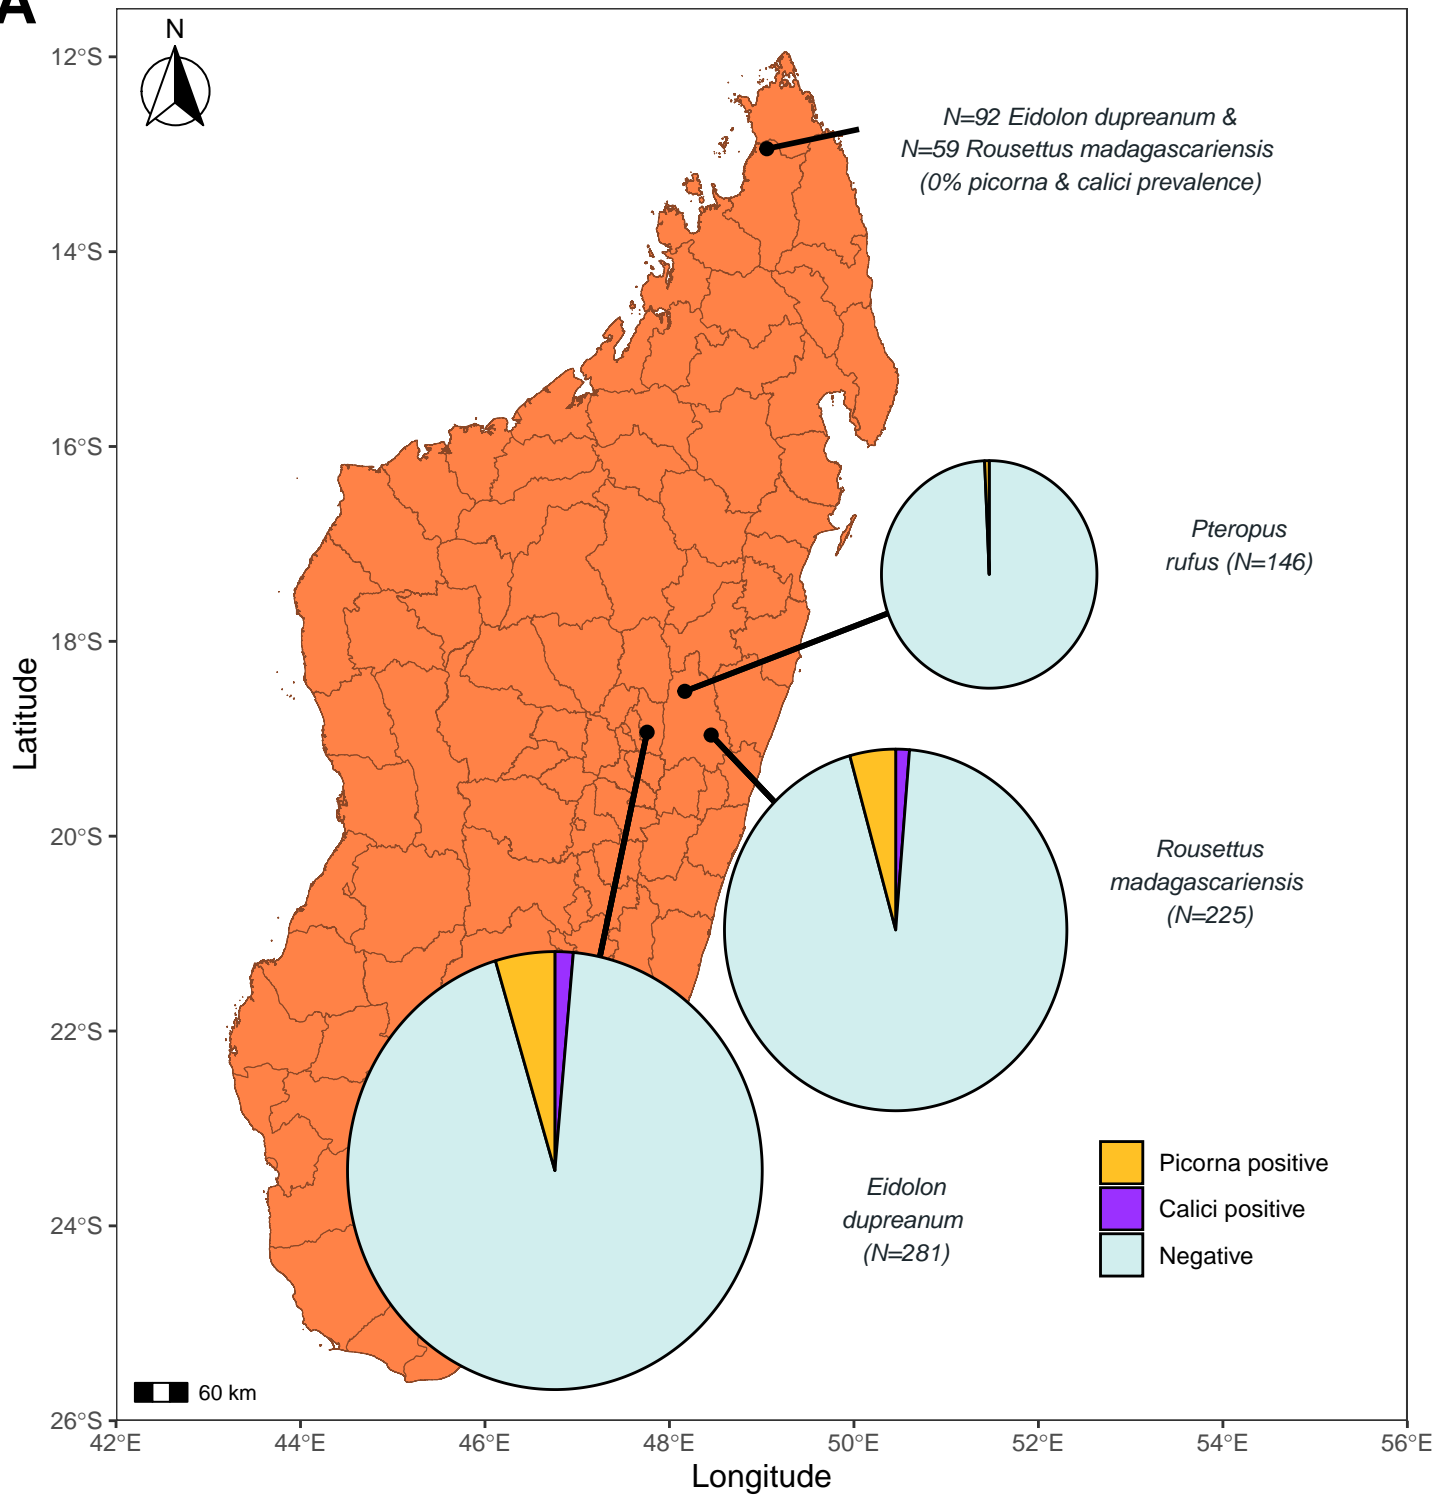 A
N
12°S
14°S
16°S
18°S
20°S
22°S
24°S
26°S
Latitude
N=92 Eidolon dupreanum &
N=59 Rousettus madagascariensis
(0% picorna & calici prevalence)
Pteropus
rufus (N=146)
Rousettus
madagascariensis
(N=225)
Eidolon
dupreanum
(N=281)
Picorna positive
Calici positive
Negative
60 km
42°E
44°E
46°E
48°E
50°E
52°E
54°E
56°E
Longitude